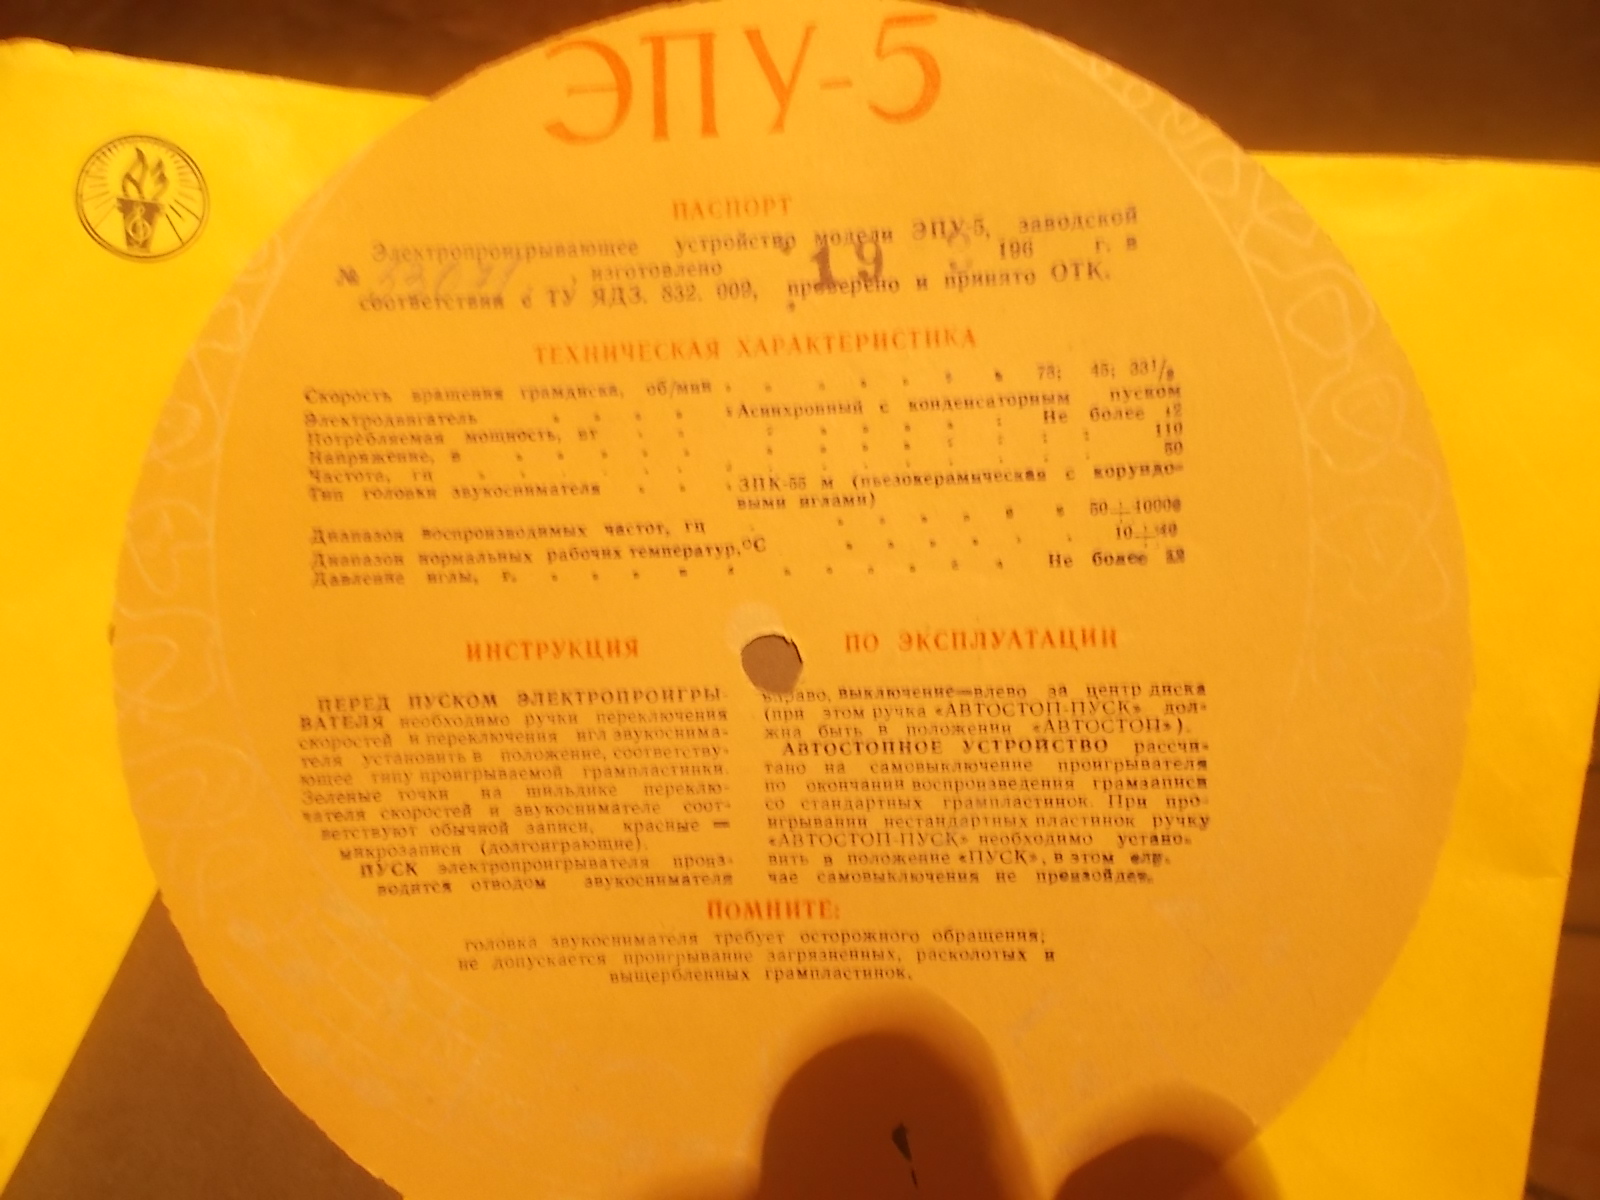 ЭПУ-5
ПАСПОРТ
Электропроигрывающее устройство модели ЭПУ-5, заводской
№ изготовлено 19 196 г. в
соответствии с ТУ ЯДЗ. 832. 009, проверено и принято ОТК.
ТЕХНИЧЕСКАЯ ХАРАКТЕРИСТИКА
Скорость вращения грамдиска, об/мин . . . . . . . 78; 45; 33 1/3
Электродвигатель . . . . Асинхронный с конденсаторным пуском
Потребляемая мощность, вт . . . . . . . . Не более 12
Напряжение, в . . . . . . . . . . . 110
Частота, гц . . . . . . . . . . . 50
Тип головки звукоснимателя . . . ЗПК-55 м (пьезокерамическая с корундо-
выми иглами)
Диапазон воспроизводимых частот, гц . . . . . . 50÷10000
Диапазон нормальных рабочих температур, °С . . . . . 10÷40
Давление иглы, г. . . . . . . . . . . . Не более
ИНСТРУКЦИЯ ПО ЭКСПЛУАТАЦИИ
ПЕРЕД ПУСКОМ ЭЛЕКТРОПРОИГРЫ-
ВАТЕЛЯ необходимо ручки переключения
скоростей и переключения игл звукоснима-
теля установить в положение, соответству-
ющее типу проигрываемой грампластинки.
Зеленые точки на шильдике переклю-
чателя скоростей и звукоснимателе соот-
ветствуют обычной записи, красные —
микрозаписи (долгоиграющие).
ПУСК электропроигрывателя произ-
водится отводом звукоснимателя
вправо, выключение—влево за центр диска
(при этом ручка «АВТОСТОП-ПУСК» дол-
жна быть в положении «АВТОСТОП»).
АВТОСТОПНОЕ УСТРОЙСТВО рассчи-
тано на самовыключение проигрывателя
по окончании воспроизведения грамзаписи
со стандартных грампластинок. При про-
игрывании нестандартных пластинок ручку
«АВТОСТОП-ПУСК» необходимо устано-
вить в положение «ПУСК», в этом слу-
чае самовыключения не произойдет.
ПОМНИТЕ:
головка звукоснимателя требует осторожного обращения;
не допускается проигрывание загрязненных, расколотых и
выщербленных грампластинок.